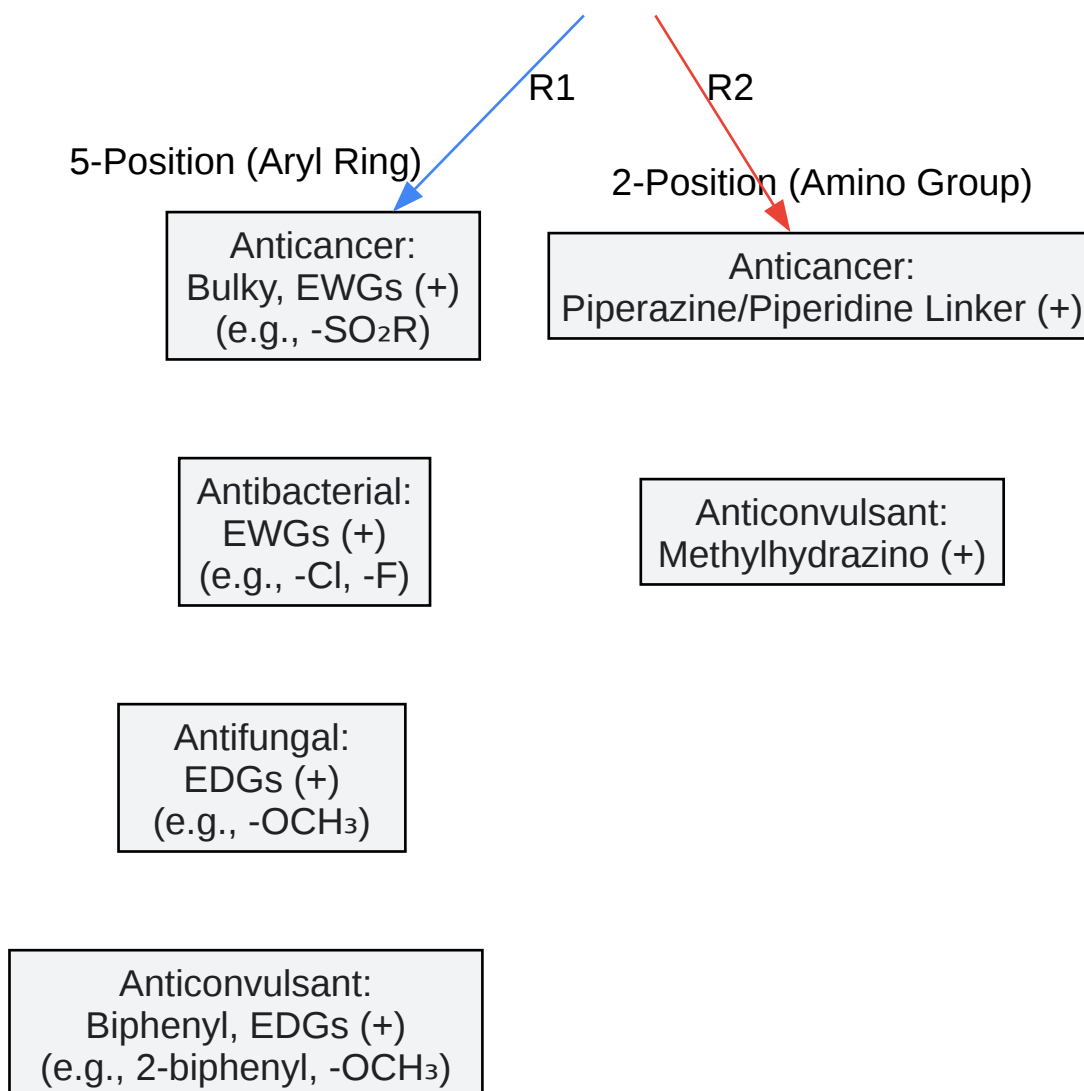 R1
R2
5-Position (Aryl Ring)
2-Position (Amino Group)
Anticancer:
Bulky, EWGs (+)
(e.g., -SO₂R)
Anticancer:
Piperazine/Piperidine Linker (+)
Antibacterial:
EWGs (+)
(e.g., -Cl, -F)
Anticonvulsant:
Methylhydrazino (+)
Antifungal:
EDGs (+)
(e.g., -OCH₃)
Anticonvulsant:
Biphenyl, EDGs (+)
(e.g., 2-biphenyl, -OCH₃)